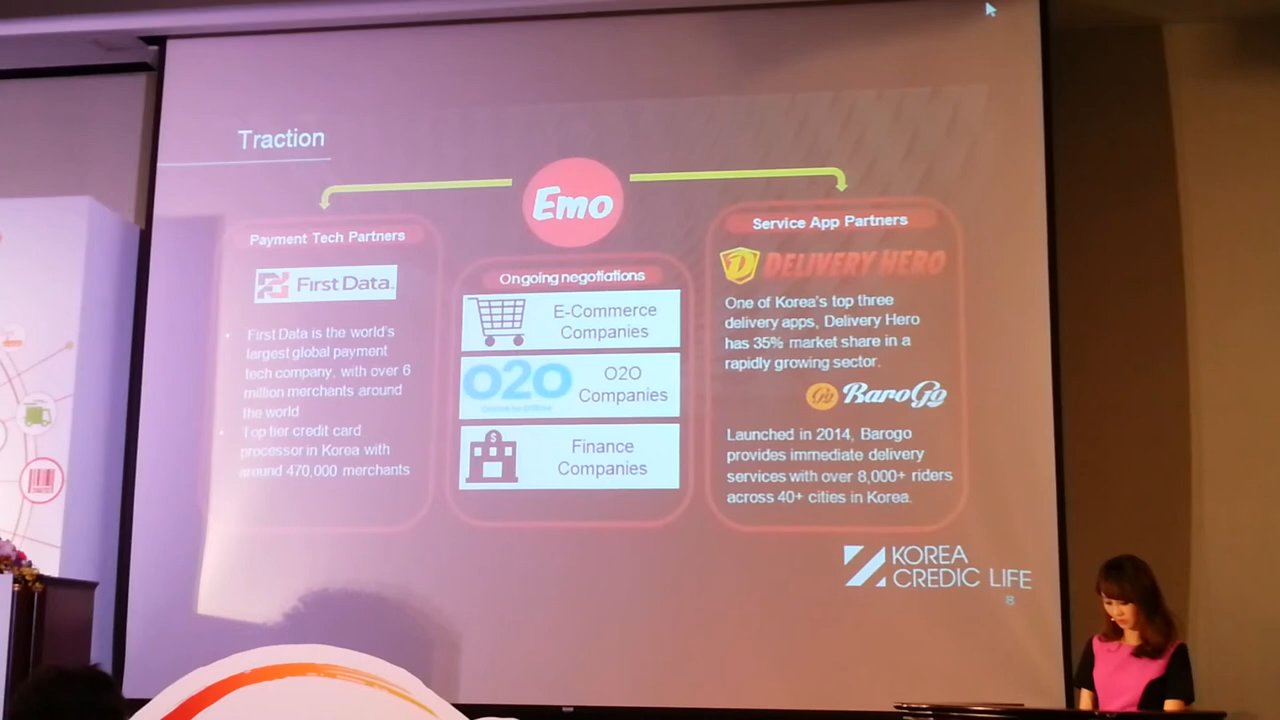 Traction
Emo
Payment Tech Partners
First Data.
• First Data is the world's
largest global payment
tech company, with over 6
million merchants around
the world
• Top tier credit card
processor in Korea with
around 470,000 merchants
Ongoing negotiations
E-Commerce
Companies
O2O
O2O
Companies
$
Finance
Companies
Service App Partners
D DELIVERY HERO
One of Korea's top three
delivery apps, Delivery Hero
has 35% market share in a
rapidly growing sector.
BaroGo
Launched in 2014, Barogo
provides immediate delivery
services with over 8,000+ riders
across 40+ cities in Korea.
KOREA
CREDIC LIFE
8